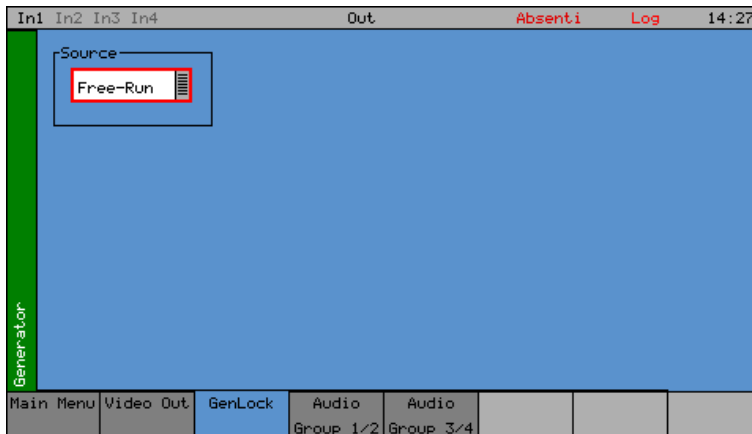 In1 In2 In3 In4 Out Absenti Log 14:27
Source
Free-Run
Generator
Main Menu Video Out GenLock Audio Group 1/2 Audio Group 3/4